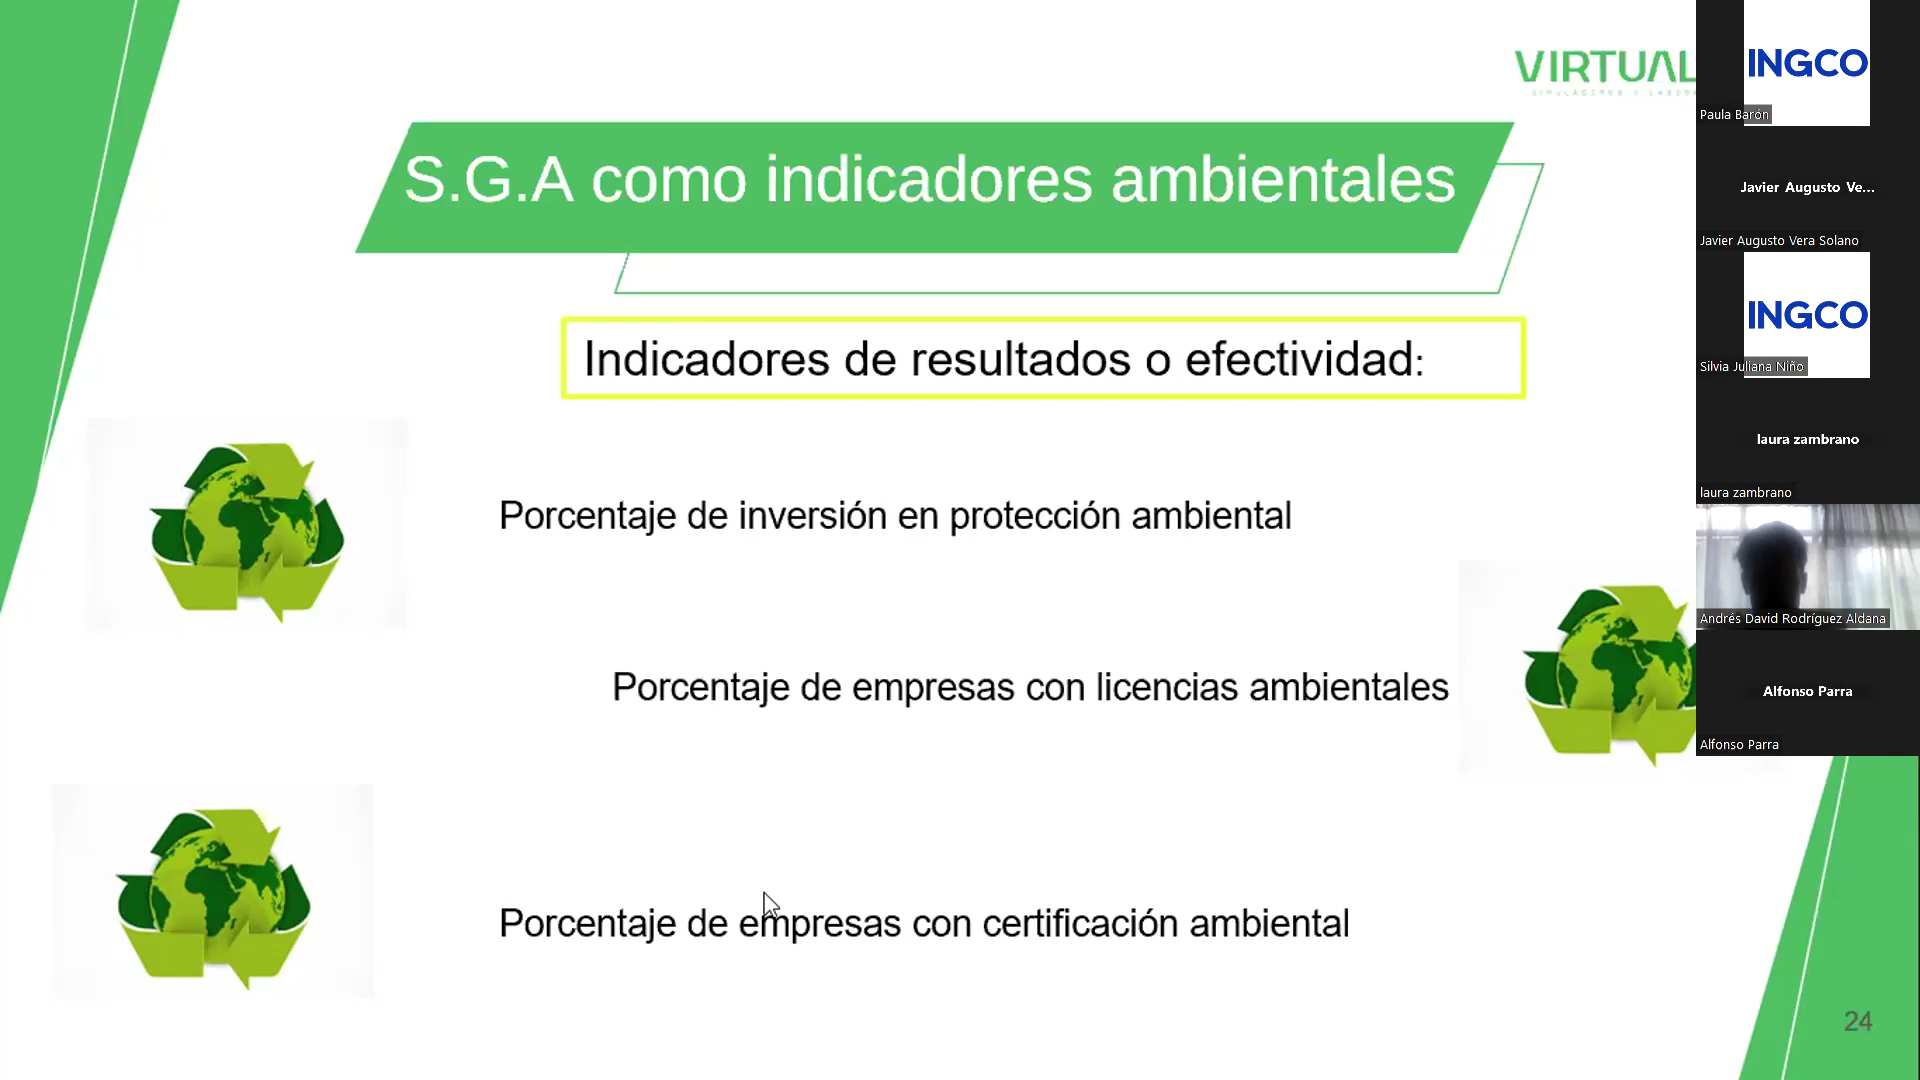 VIRTUAL
S.G.A como indicadores ambientales
Indicadores de resultados o efectividad:
Porcentaje de inversión en protección ambiental
Porcentaje de empresas con licencias ambientales
Porcentaje de empresas con certificación ambiental
24
INGCO
Paula Barón
Javier Augusto Ve...
Javier Augusto Vera Solano
INGCO
Silvia Juliana Niño
laura zambrano
laura zambrano
Andrés David Rodríguez Aldana
Alfonso Parra
Alfonso Parra